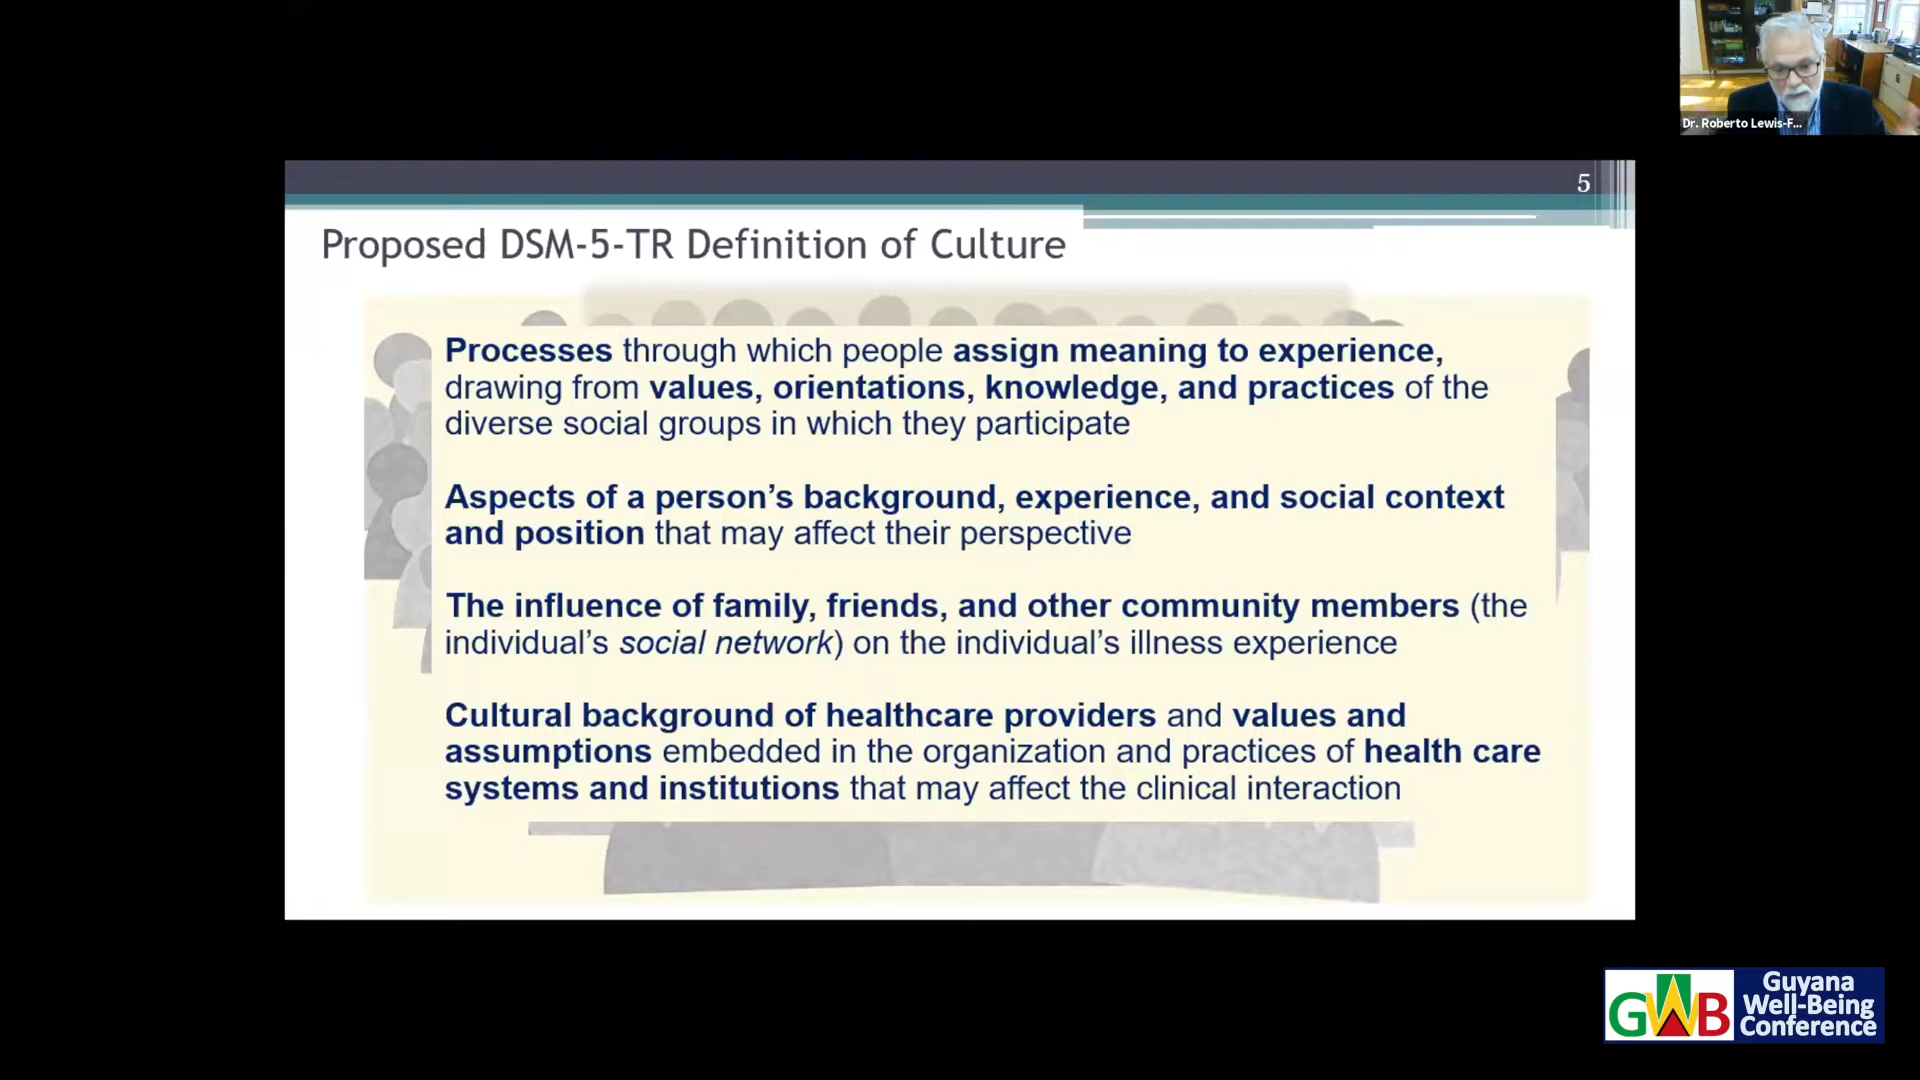 Dr. Roberto Lewis-F...
5
Proposed DSM-5-TR Definition of Culture
Processes through which people assign meaning to experience,
drawing from values, orientations, knowledge, and practices of the
diverse social groups in which they participate
Aspects of a person’s background, experience, and social context
and position that may affect their perspective
The influence of family, friends, and other community members (the
individual’s social network) on the individual’s illness experience
Cultural background of healthcare providers and values and
assumptions embedded in the organization and practices of health care
systems and institutions that may affect the clinical interaction
GWB
Guyana
Well-Being
Conference